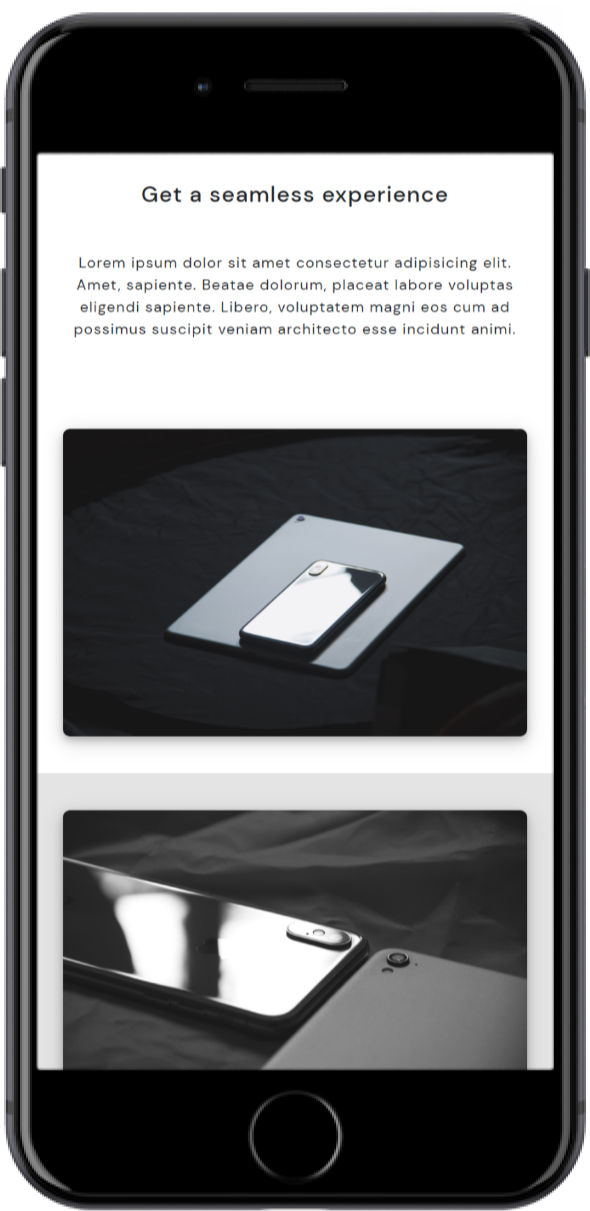 Get a seamless experience
Lorem ipsum dolor sit amet consectetur adipisicing elit.
Amet, sapiente. Beatae dolorum, placeat labore voluptas
eligendi sapiente. Libero, voluptatem magni eos cum ad
possimus suscipit veniam architecto esse incidunt animi.